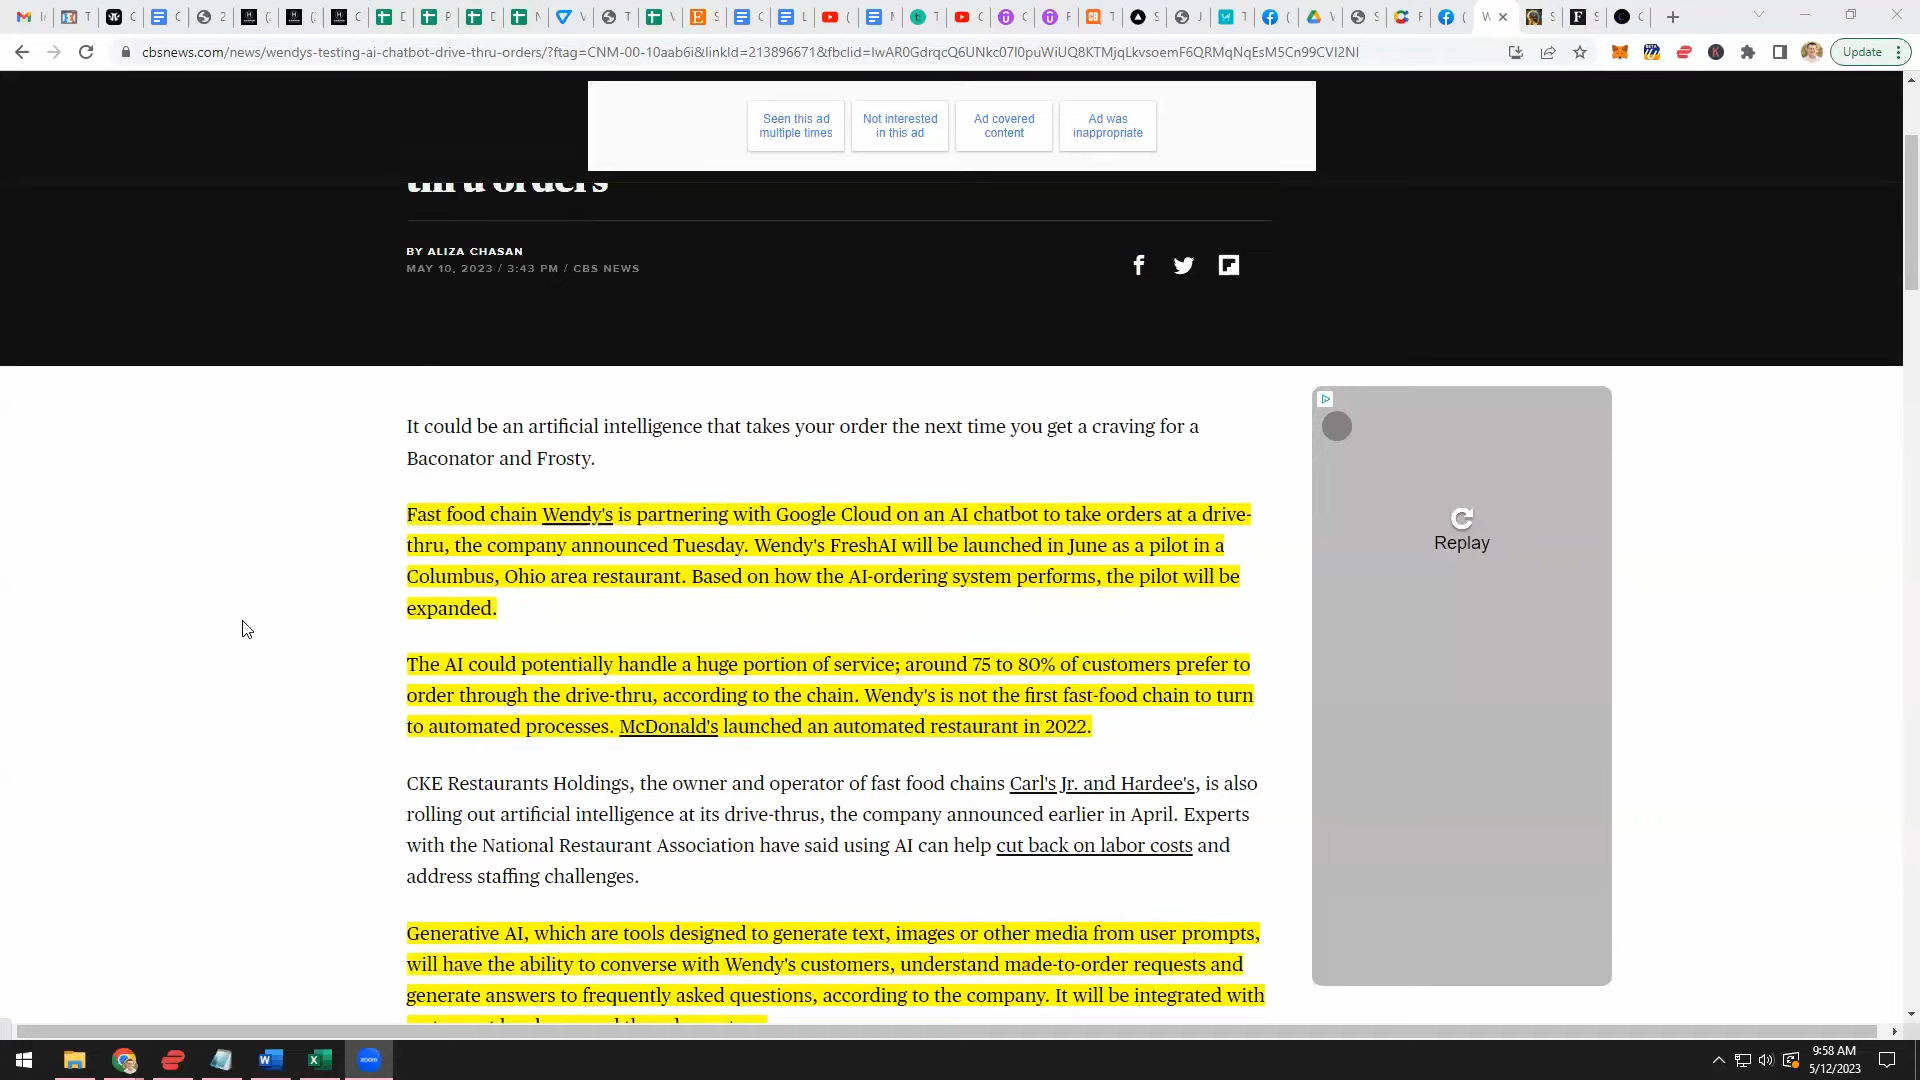 cbsnews.com/news/wendys-testing-ai-chatbot-drive-thru-orders/?ftag=CNM-00-10aab6i&linkId=213896671&fbclid=IwAR0GdrqcQ6UNkc07l0puWiUQ8KTMjqLkvsoemF6QRMqNqEsM5Cn99CVI2NI
Update
Seen this ad
multiple times
Not interested
in this ad
Ad covered
content
Ad was
inappropriate
thru orders
BY ALIZA CHASAN
MAY 10, 2023 / 3:43 PM / CBS NEWS
It could be an artificial intelligence that takes your order the next time you get a craving for a
Baconator and Frosty.
Fast food chain Wendy's is partnering with Google Cloud on an AI chatbot to take orders at a drive-
thru, the company announced Tuesday. Wendy's FreshAI will be launched in June as a pilot in a
Columbus, Ohio area restaurant. Based on how the AI-ordering system performs, the pilot will be
expanded.
The AI could potentially handle a huge portion of service; around 75 to 80% of customers prefer to
order through the drive-thru, according to the chain. Wendy's is not the first fast-food chain to turn
to automated processes. McDonald's launched an automated restaurant in 2022.
CKE Restaurants Holdings, the owner and operator of fast food chains Carl's Jr. and Hardee's, is also
rolling out artificial intelligence at its drive-thrus, the company announced earlier in April. Experts
with the National Restaurant Association have said using AI can help cut back on labor costs and
address staffing challenges.
Generative AI, which are tools designed to generate text, images or other media from user prompts,
will have the ability to converse with Wendy's customers, understand made-to-order requests and
generate answers to frequently asked questions, according to the company. It will be integrated with
Replay
zoom
9:58 AM
5/12/2023